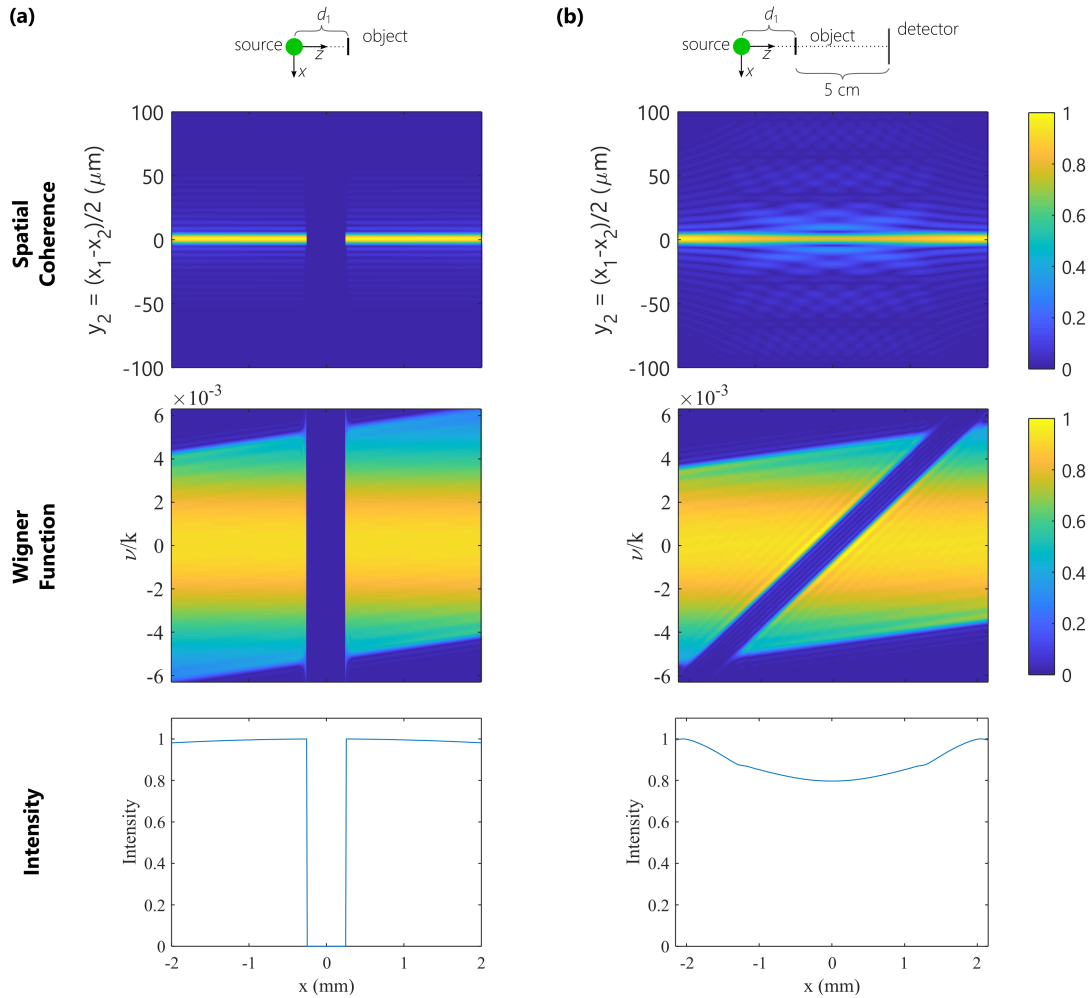 (a)
d1
source
object
z
x
(b)
d1
source
object
detector
z
x
5 cm
Spatial
Coherence
y2 = (x1-x2)/2 (μm)
100
50
0
-50
-100
y2 = (x1-x2)/2 (μm)
100
50
0
-50
-100
1
0.8
0.6
0.4
0.2
0
Wigner
Function
×10-3
ν/k
6
4
2
0
-2
-4
-6
×10-3
ν/k
6
4
2
0
-2
-4
-6
1
0.8
0.6
0.4
0.2
0
Intensity
Intensity
1
0.8
0.6
0.4
0.2
0
-2
-1
0
1
2
x (mm)
Intensity
1
0.8
0.6
0.4
0.2
0
-2
-1
0
1
2
x (mm)